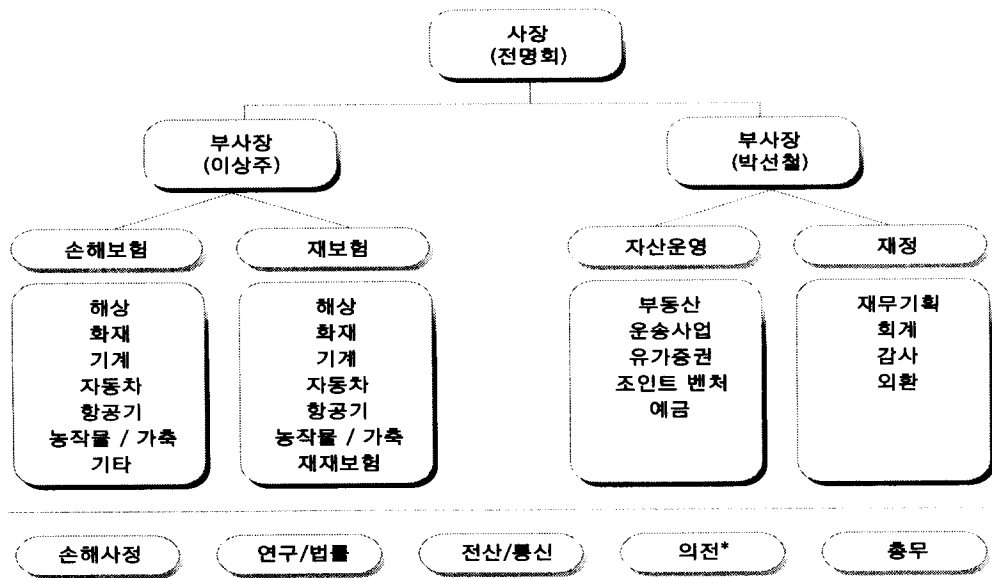 사장
(전명회)
부사장
(이상주)
부사장
(박선철)
손해보험
재보험
자산운영
재정
해상
화재
기계
자동차
항공기
농작물 / 가축
기타
해상
화재
기계
자동차
항공기
농작물 / 가축
재재보험
부동산
운송사업
유가증권
조인트 벤처
예금
재무기획
회계
감사
외환
손해사정
연구/법률
전산/통신
의전*
총무